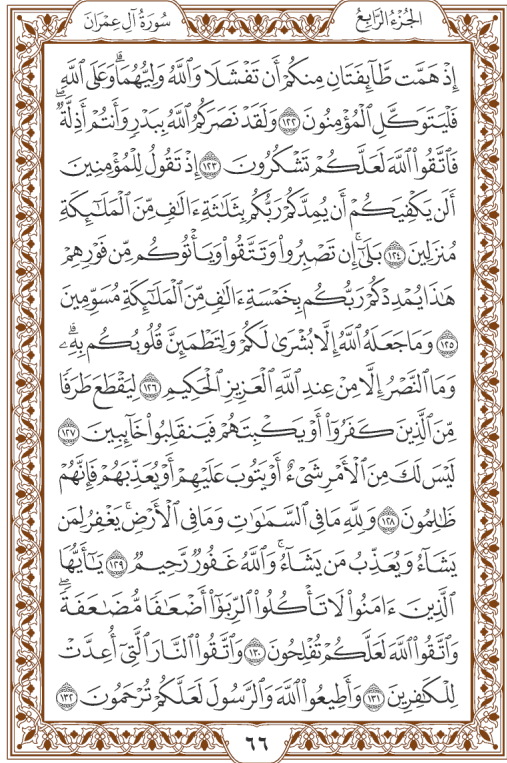 الجزء الرابع
سورة آل عمران
إِذْ هَمَّت طَّآئِفَتَانِ مِنكُمْ أَن تَفْشَلَا وَٱللَّهُ وَلِيُّهُمَاۗ وَعَلَى ٱللَّهِ
فَلْيَتَوَكَّلِ ٱلْمُؤْمِنُونَ ١٢٢ وَلَقَدْ نَصَرَكُمُ ٱللَّهُ بِبَدْرٍ وَأَنتُمْ أَذِلَّةٌۖ
فَٱتَّقُوا۟ ٱللَّهَ لَعَلَّكُمْ تَشْكُرُونَ ١٢٣ إِذْ تَقُولُ لِلْمُؤْمِنِينَ
أَلَن يَكْفِيَكُمْ أَن يُمِدَّكُمْ رَبُّكُم بِثَلَٰثَةِ ءَالَٰفٍ مِّنَ ٱلْمَلَٰٓئِكَةِ
مُنزَلِينَ ١٢٤ بَلَىٰٓۚ إِن تَصْبِرُوا۟ وَتَتَّقُوا۟ وَيَأْتُوكُم مِّن فَوْرِهِمْ
هَٰذَا يُمْدِدْكُمْ رَبُّكُم بِخَمْسَةِ ءَالَٰفٍ مِّنَ ٱلْمَلَٰٓئِكَةِ مُسَوِّمِينَ
١٢٥ وَمَا جَعَلَهُ ٱللَّهُ إِلَّا بُشْرَىٰ لَكُمْ وَلِتَطْمَئِنَّ قُلُوبُكُم بِهِۦۗ
وَمَا ٱلنَّصْرُ إِلَّا مِنْ عِندِ ٱللَّهِ ٱلْعَزِيزِ ٱلْحَكِيمِ ١٢٦ لِيَقْطَعَ طَرَفًا
مِّنَ ٱلَّذِينَ كَفَرُوٓا۟ أَوْ يَكْبِتَهُمْ فَيَنقَلِبُوا۟ خَآئِبِينَ ١٢٧
لَيْسَ لَكَ مِنَ ٱلْأَمْرِ شَىْءٌ أَوْ يَتُوبَ عَلَيْهِمْ أَوْ يُعَذِّبَهُمْ فَإِنَّهُمْ
ظَٰلِمُونَ ١٢٨ وَلِلَّهِ مَا فِى ٱلسَّمَٰوَٰتِ وَمَا فِى ٱلْأَرْضِۚ يَغْفِرُ لِمَن
يَشَآءُ وَيُعَذِّبُ مَن يَشَآءُۚ وَٱللَّهُ غَفُورٌ رَّحِيمٌ ١٢٩ يَٰٓأَيُّهَا
ٱلَّذِينَ ءَامَنُوا۟ لَا تَأْكُلُوا۟ ٱلرِّبَوٰٓا۟ أَضْعَٰفًا مُّضَٰعَفَةًۖ
وَٱتَّقُوا۟ ٱللَّهَ لَعَلَّكُمْ تُفْلِحُونَ ١٣٠ وَٱتَّقُوا۟ ٱلنَّارَ ٱلَّتِىٓ أُعِدَّتْ
لِلْكَٰفِرِينَ ١٣١ وَأَطِيعُوا۟ ٱللَّهَ وَٱلرَّسُولَ لَعَلَّكُمْ تُرْحَمُونَ ١٣٢
٦٦